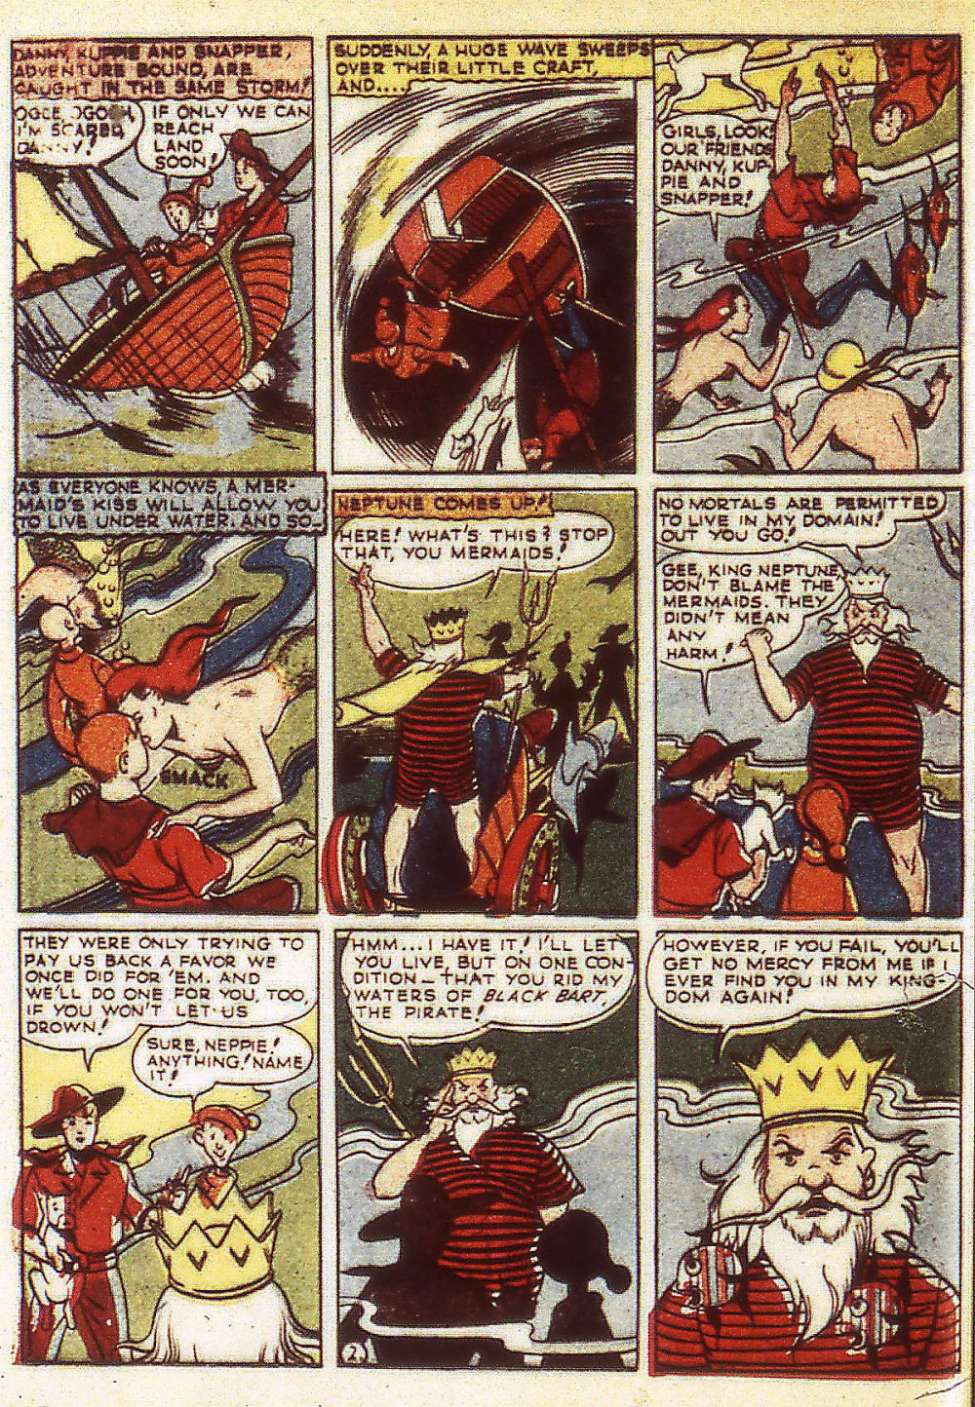 DANNY, KUPPIE AND SNAPPER,
ADVENTURE BOUND, ARE
CAUGHT IN THE SAME STORM!
I'M SCARED,
DANNY!
IF ONLY WE CAN
REACH
LAND
SOON!
SUDDENLY, A HUGE WAVE SWEEPS
OVER THEIR LITTLE CRAFT,
AND....
GIRLS, LOOK!
OUR FRIENDS
DANNY, KUP-
PIE AND
SNAPPER!
AS EVERYONE KNOWS, A MER-
MAID'S KISS WILL ALLOW YOU
TO LIVE UNDER WATER. AND SO...
SMACK
NEPTUNE COMES UP!
HERE! WHAT'S THIS? STOP
THAT, YOU MERMAIDS!
NO MORTALS ARE PERMITTED
TO LIVE IN MY DOMAIN!
OUT YOU GO!
GEE, KING NEPTUNE,
DON'T BLAME THE
MERMAIDS. THEY
DIDN'T MEAN
ANY
HARM!
THEY WERE ONLY TRYING TO
PAY US BACK A FAVOR WE
ONCE DID FOR 'EM. AND
WE'LL DO ONE FOR YOU, TOO,
IF YOU WON'T LET US
DROWN!
SURE, NEPPIE!
ANYTHING! NAME
IT!
HMM... I HAVE IT! I'LL LET
YOU LIVE, BUT ON ONE CON-
DITION - THAT YOU RID MY
WATERS OF BLACK BART,
THE PIRATE!
2
HOWEVER, IF YOU FAIL, YOU'LL
GET NO MERCY FROM ME IF I
EVER FIND YOU IN MY KING-
DOM AGAIN!